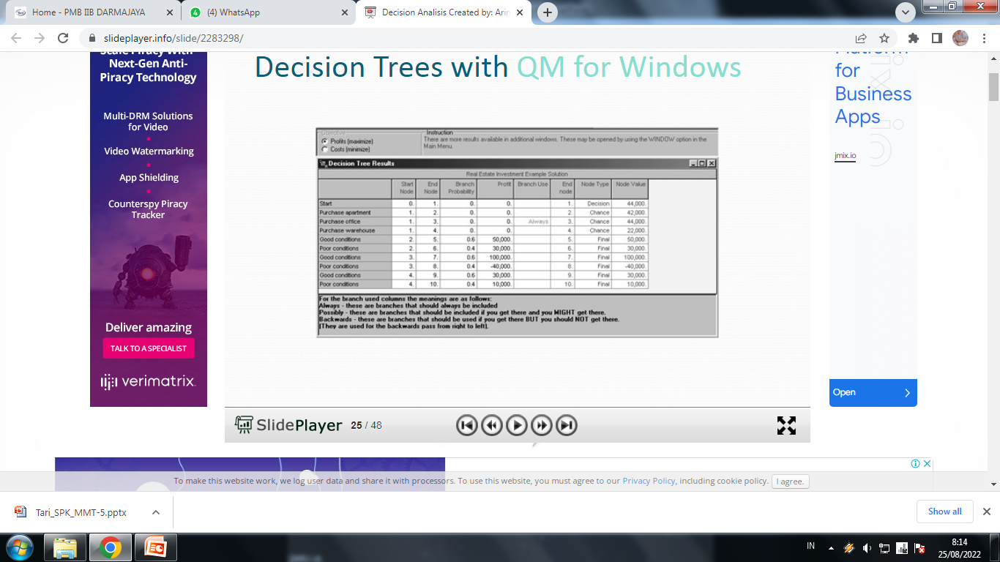 Home - PMB IIB DARMAJAYA
(4) WhatsApp
Decision Analisis Created by: Arin
slideplayer.info/slide/2283298/
Next-Gen Anti-
Piracy Technology
Multi-DRM Solutions
for Video
Video Watermarking
App Shielding
Counterspy Piracy
Tracker
Deliver amazing
TALK TO A SPECIALIST
verimatrix
Decision Trees with QM for Windows
Objective
Profits (maximize)
Costs (minimize)
Instruction
There are more results available in additional windows. These may be opened by using the WINDOW option in the
Main Menu.
Decision Tree Results
Real Estate Investment Example Solution
Start Node End Node Branch Probability Profit Branch Use End node Node Type Node Value
Start 0. 1. 0. 0. 1. Decision 44,000.
Purchase apartment 1. 2. 0. 0. 2. Chance 42,000.
Purchase office 1. 3. 0. 0. Always 3. Chance 44,000.
Purchase warehouse 1. 4. 0. 0. 4. Chance 22,000.
Good conditions 2. 5. 0.6 50,000. 5. Final 50,000.
Poor conditions 2. 6. 0.4 30,000. 6. Final 30,000.
Good conditions 3. 7. 0.6 100,000. 7. Final 100,000.
Poor conditions 3. 8. 0.4 -40,000. 8. Final -40,000.
Good conditions 4. 9. 0.6 30,000. 9. Final 30,000.
Poor conditions 4. 10. 0.4 10,000. 10. Final 10,000.
For the branch used columns the meanings are as follows:
Always - these are branches that should always be included
Possibly - these are branches that should be included if you get there and you MIGHT get there.
Backwards - these are branches that should be used if you get there BUT you should NOT get there.
(They are used for the backwards pass from right to left).
SlidePlayer
25 / 48
for
Business
Apps
jmix.io
Open
To make this website work, we log user data and share it with processors. To use this website, you must agree to our Privacy Policy, including cookie policy. I agree.
Tari_SPK_MMT-5.pptx
Show all
IN
8:14
25/08/2022